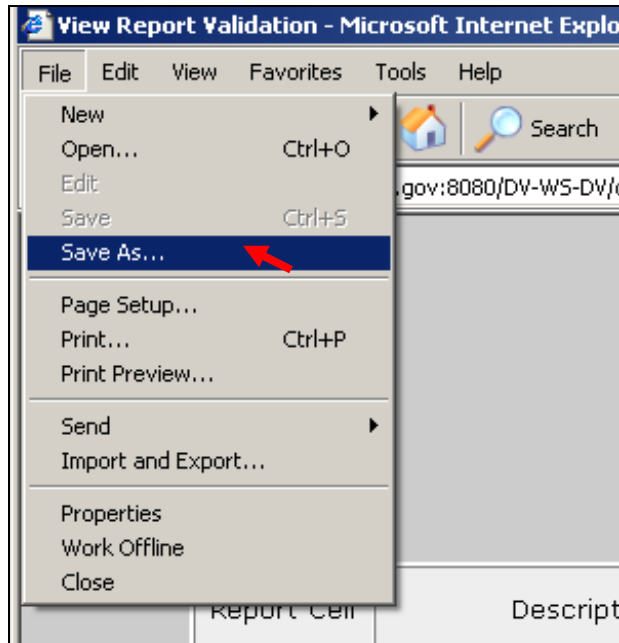 View Report Validation - Microsoft Internet Explo
File Edit View Favorites Tools Help
New
Search
Open... Ctrl+O
Edit
.gov:8080/DV-WS-DV/
Save Ctrl+S
Save As...
Page Setup...
Print... Ctrl+P
Print Preview...
Send
Import and Export...
Properties
Work Offline
Close
Report Cell Descript